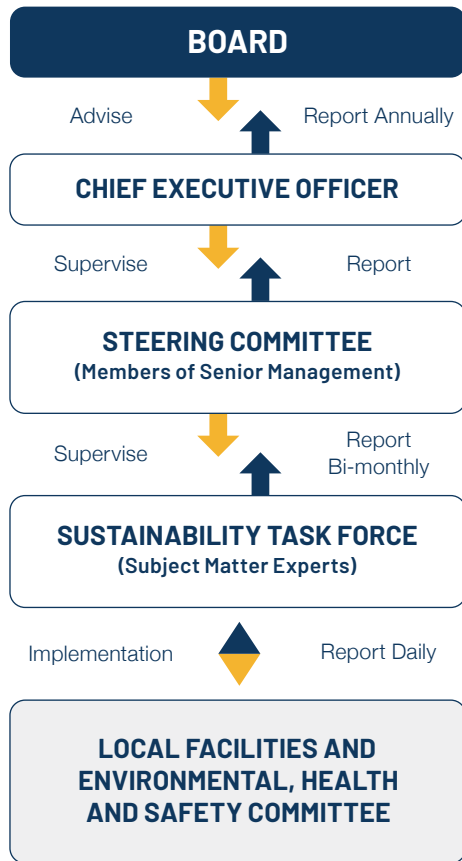 BOARD
Advise
Report Annually
CHIEF EXECUTIVE OFFICER
Supervise
Report
STEERING COMMITTEE
(Members of Senior Management)
Supervise
Report
Bi-monthly
SUSTAINABILITY TASK FORCE
(Subject Matter Experts)
Implementation
Report Daily
LOCAL FACILITIES AND
ENVIRONMENTAL, HEALTH
AND SAFETY COMMITTEE